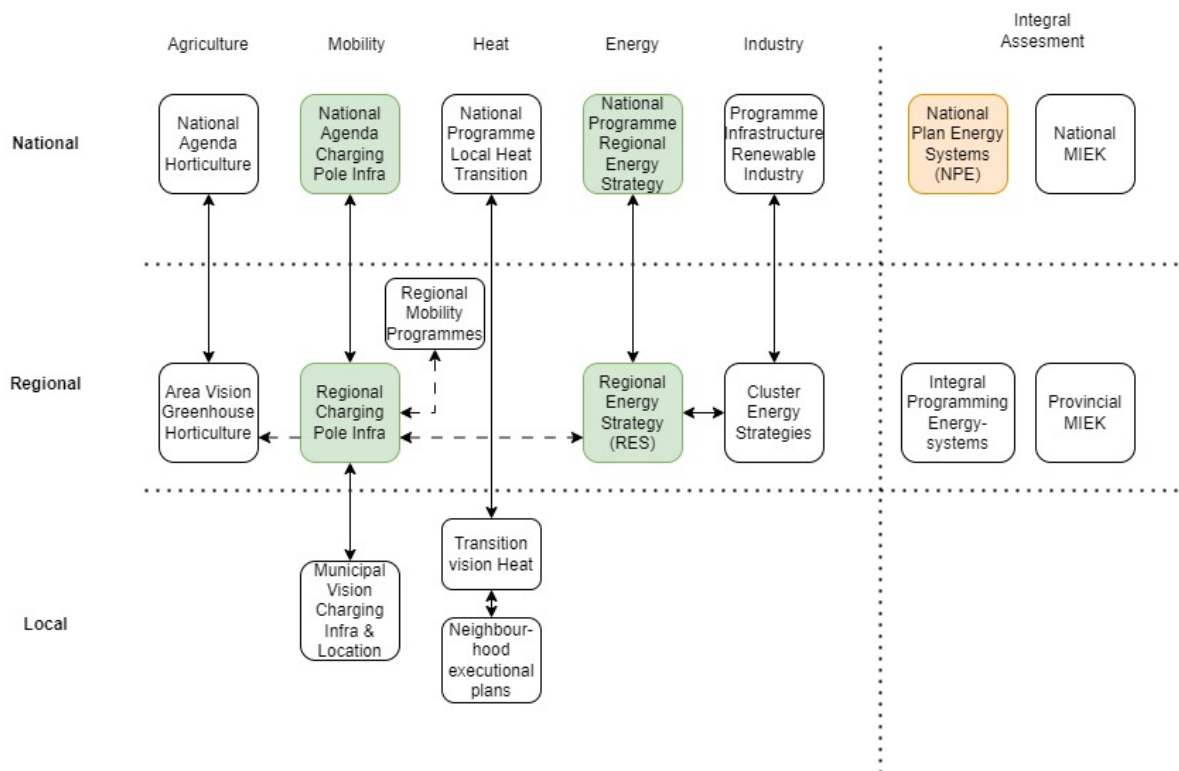 Agriculture
Mobility
Heat
Energy
Industry
Integral
Assesment
National
National
Agenda
Horticulture
National
Agenda
Charging
Pole Infra
National
Programme
Local Heat
Transition
National
Programme
Regional
Energy
Strategy
Programme
Infrastructure
Renewable
Industry
National
Plan Energy
Systems
(NPE)
National
MIEK
Regional
Mobility
Programmes
Regional
Area Vision
Greenhouse
Horticulture
Regional
Charging
Pole Infra
Regional
Energy
Strategy
(RES)
Cluster
Energy
Strategies
Integral
Programming
Energy-
systems
Provincial
MIEK
Local
Municipal
Vision
Charging
Infra &
Location
Transition
vision Heat
Neighbour-
hood
executional
plans